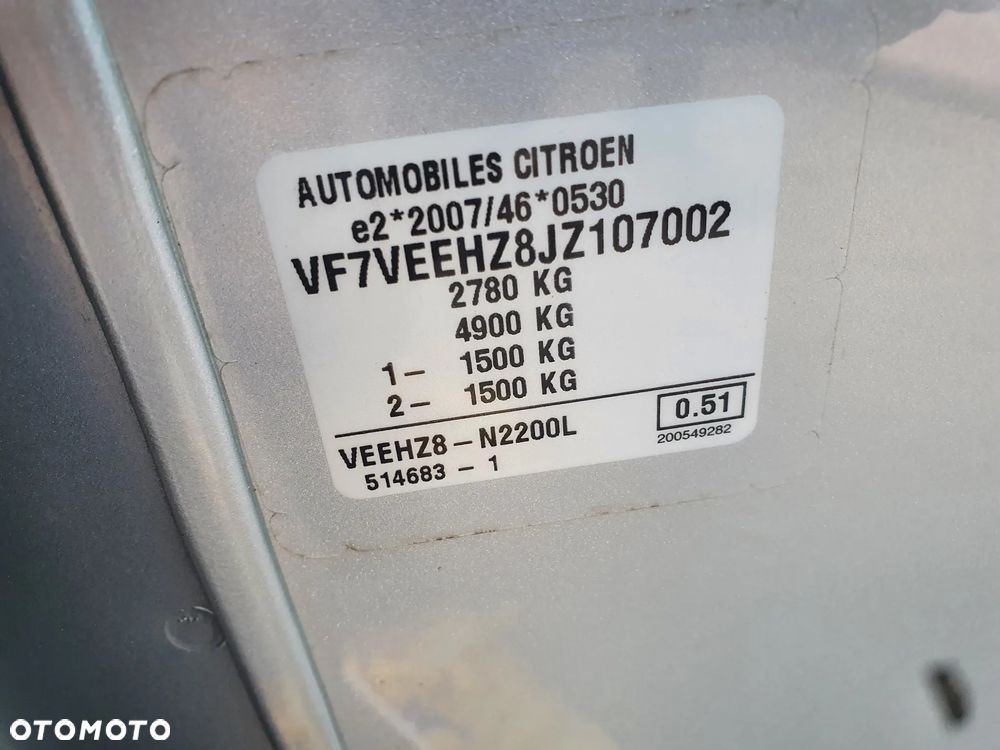 AUTOMOBILES CITROEN
e2*2007/46*0530
VF7VEEHZ8JZ107002
2780 KG
4900 KG
1- 1500 KG
2- 1500 KG
VEEHZ8-N2200L
0.51
514683-1
200549282
OTOMOTO